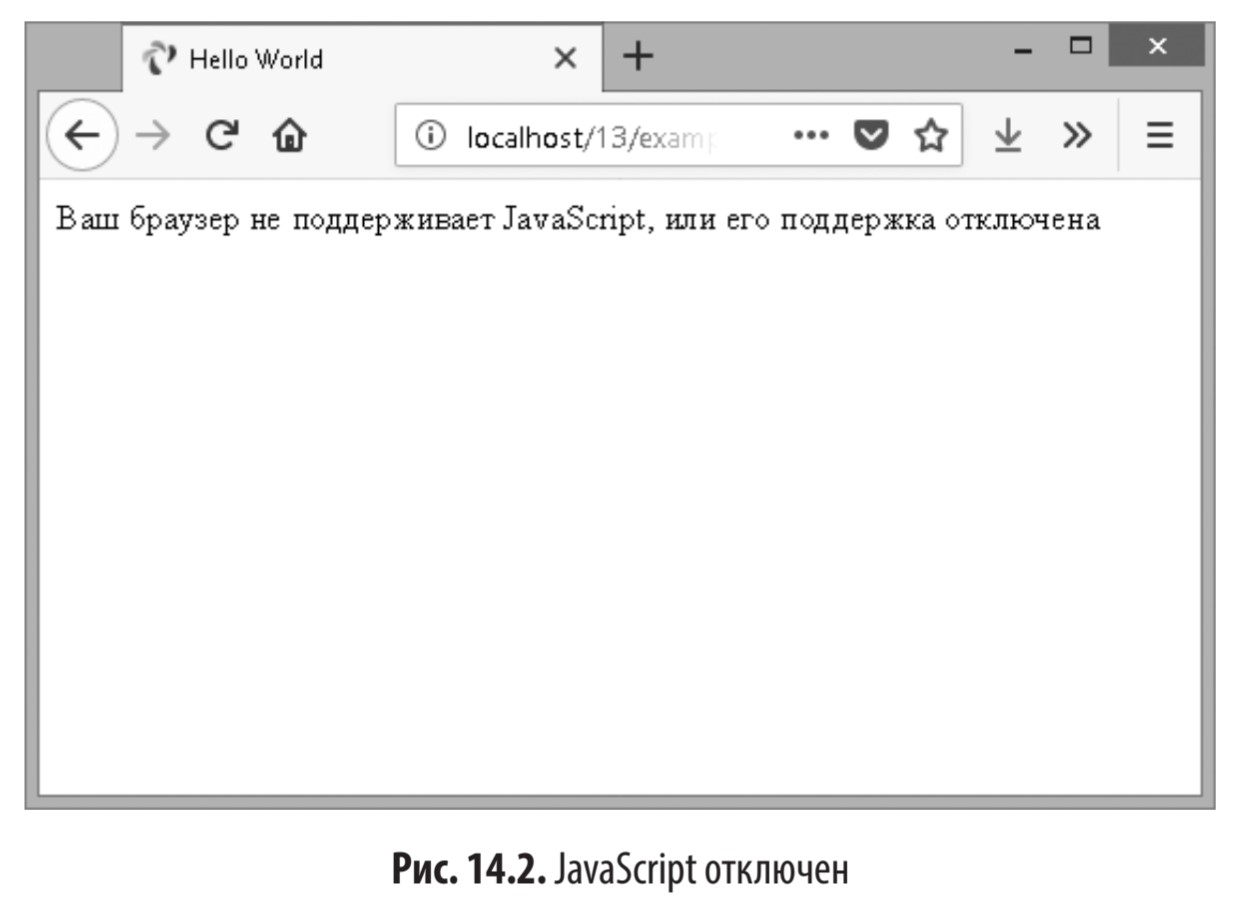 Hello World
localhost/13/examp
Ваш браузер не поддерживает JavaScript, или его поддержка отключена
Рис. 14.2. JavaScript отключен